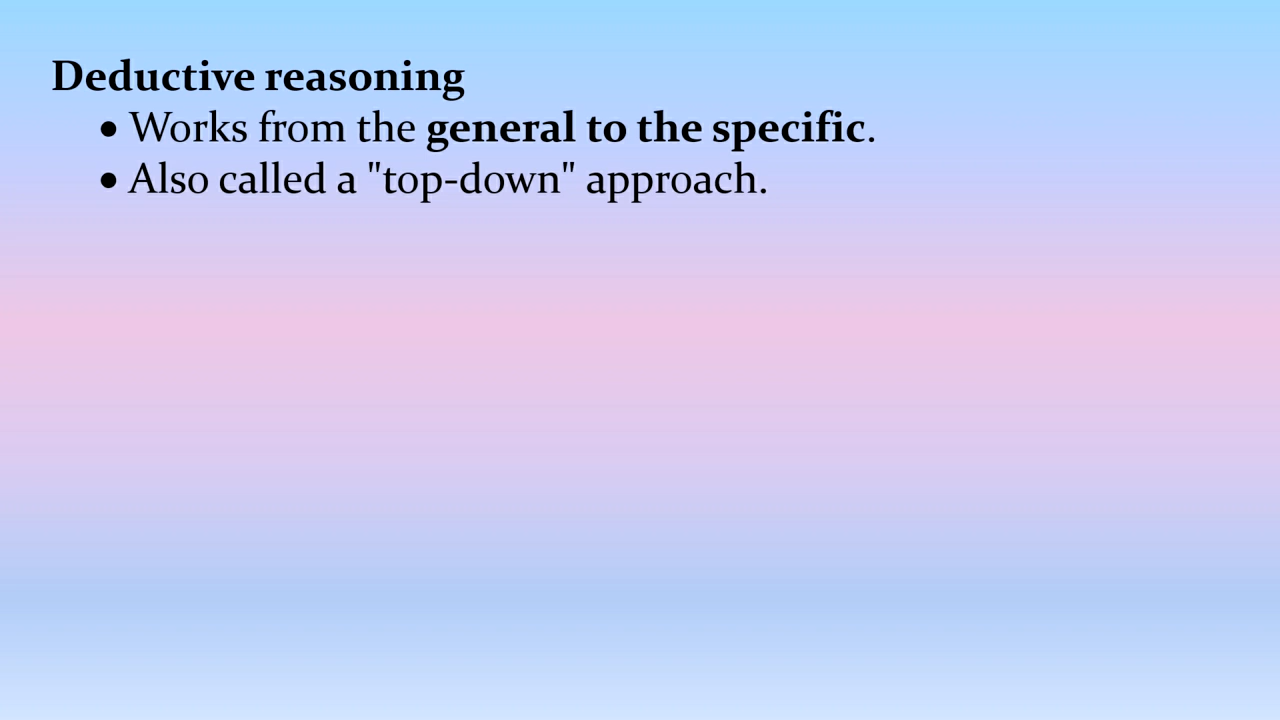 Deductive reasoning
• Works from the general to the specific.
• Also called a "top-down" approach.